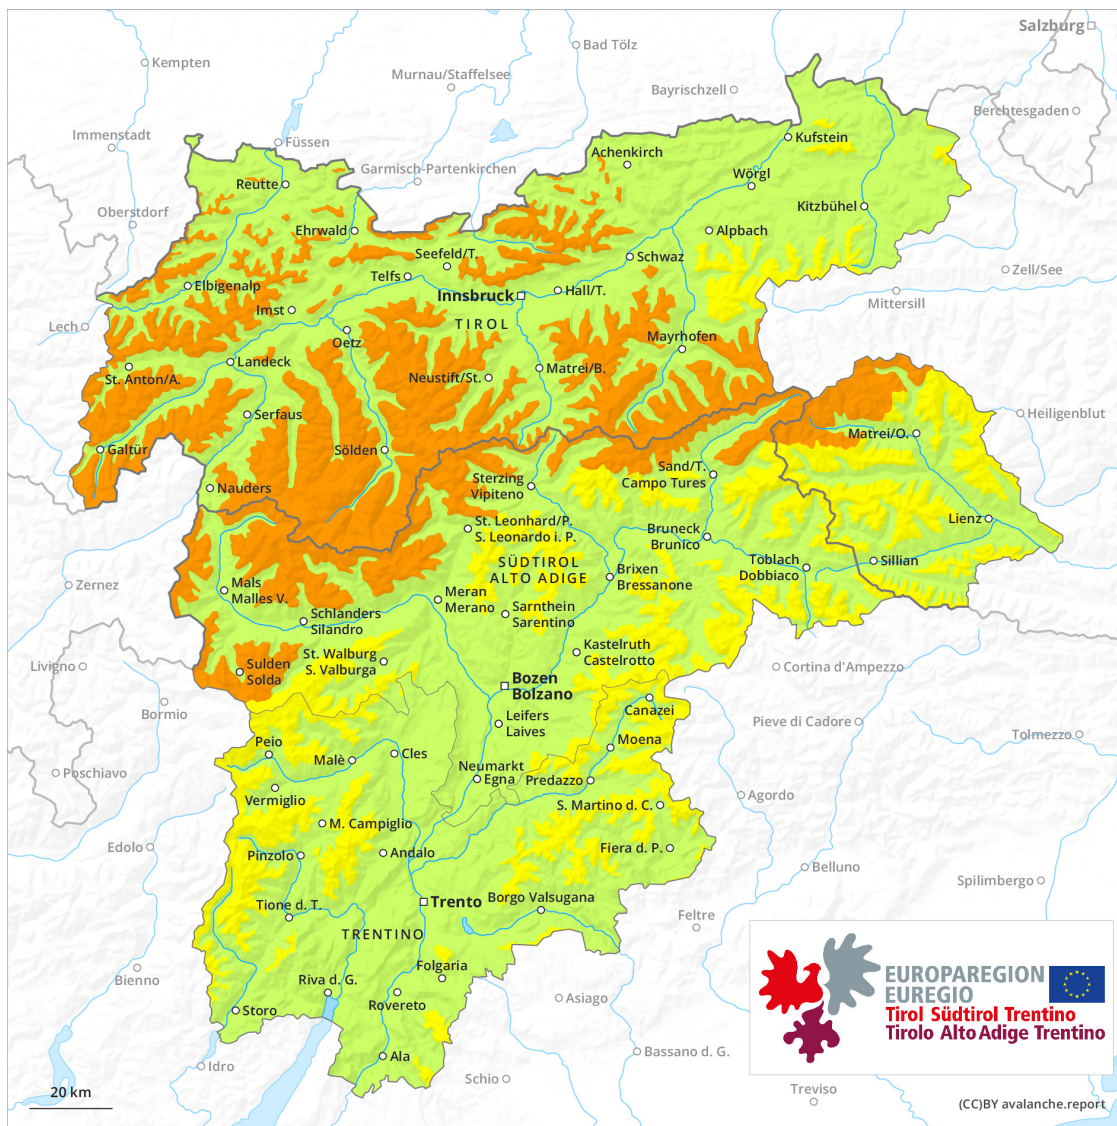 Salzburg
Bad Tölz
Kempten
Murnau/Staffelsee
Bayrischzell
Berchtesgaden
Immenstadt
Füssen
Kufstein
Achenkirch
Garmisch-Partenkirchen
Wörgl
Reutte
Kitzbühel
Oberstdorf
Ehrwald
Alpbach
Seefeld/T.
Schwaz
Zell/See
Telfs
Elbigenalp
Innsbruck
Hall/T.
Mittersill
Imst
TIROL
Lech
Oetz
Mayrhofen
Landeck
Matrei/B.
St. Anton/A.
Neustift/St.
Serfaus
Heiligenblut
Matrei/O.
Galtür
Sölden
Sand/T.
Campo Tures
Sterzing
Vipiteno
Nauders
Lienz
St. Leonhard/P.
S. Leonardo i. P.
Bruneck
Brunico
SÜDTIROL
ALTO ADIGE
Toblach
Dobbiaco
Sillian
Brixen
Bressanone
Zernez
Mals
Malles V.
Meran
Merano
Sarnthein
Sarentino
Schlanders
Silandro
Kastelruth
Castelrotto
St. Walburg
S. Valburga
Livigno
Sulden
Solda
Cortina d'Ampezzo
Bozen
Bolzano
Canazei
Bormio
Leifers
Laives
Pieve di Cadore
Tolmezzo
Peio
Moena
Cles
Malè
Neumarkt
Egna
Predazzo
Poschiavo
Vermiglio
Agordo
S. Martino d. C.
M. Campiglio
Edolo
Pinzolo
Andalo
Fiera d. P.
Belluno
Spilimbergo
Trento
Borgo Valsugana
Tione d. T.
Feltre
TRENTINO
Folgaria
Bienno
Riva d. G.
Rovereto
Asiago
Storo
EUROPAREGION
EUREGIO
Tirol Südtirol Trentino
Tirolo Alto Adige Trentino
Ala
Bassano d. G.
Idro
Schio
Treviso
20 km
(CC)BY avalanche.report